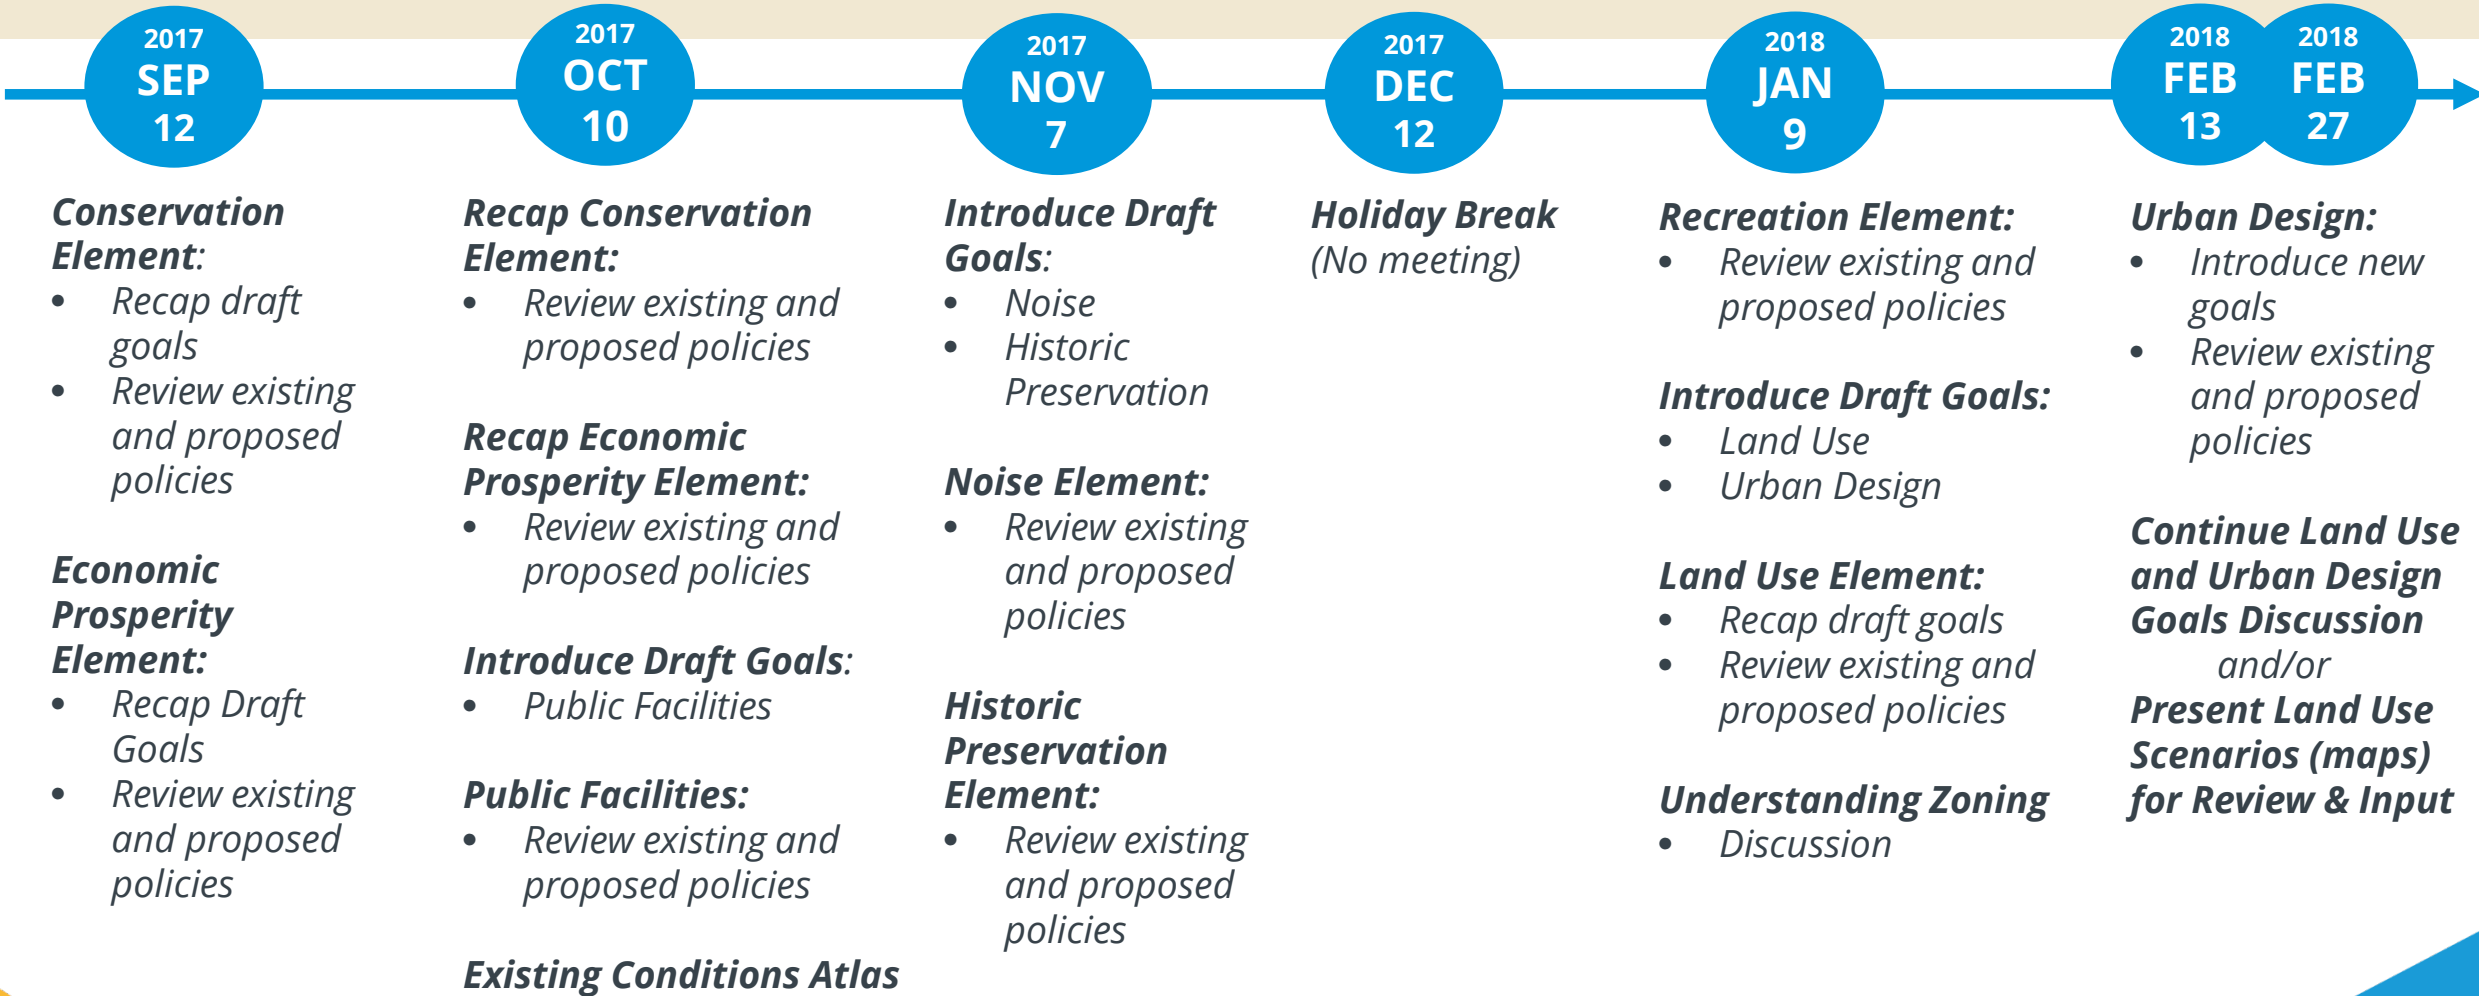 2017
SEP
12
Conservation
Element:
• Recap draft
goals
• Review existing
and proposed
policies
Economic
Prosperity
Element:
• Recap Draft
Goals
• Review existing
and proposed
policies
2017
OCT
10
Recap Conservation
Element:
• Review existing and
proposed policies
Recap Economic
Prosperity Element:
• Review existing and
proposed policies
Introduce Draft Goals:
• Public Facilities
Public Facilities:
• Review existing and
proposed policies
Existing Conditions Atlas
2017
NOV
7
Introduce Draft
Goals:
• Noise
• Historic
Preservation
Noise Element:
• Review existing
and proposed
policies
Historic
Preservation
Element:
• Review existing
and proposed
policies
2017
DEC
12
Holiday Break
(No meeting)
2018
JAN
9
Recreation Element:
• Review existing and
proposed policies
Introduce Draft Goals:
• Land Use
• Urban Design
Land Use Element:
• Recap draft goals
• Review existing and
proposed policies
Understanding Zoning
• Discussion
2018
FEB
13
2018
FEB
27
Urban Design:
• Introduce new
goals
• Review existing
and proposed
policies
Continue Land Use
and Urban Design
Goals Discussion
and/or
Present Land Use
Scenarios (maps)
for Review & Input